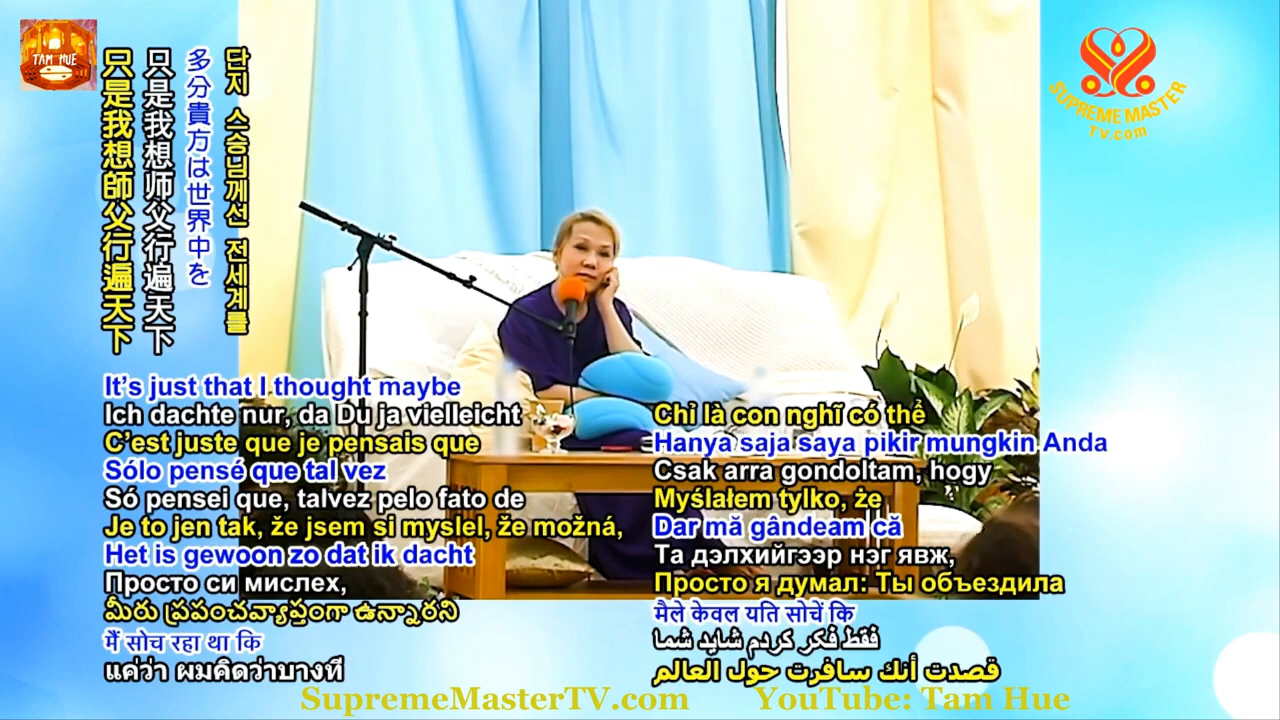 TAM HUE
SUPREME MASTER
TV.com
只是我想師父行遍天下
只是我想师父行遍天下
多分貴方は世界中を
단지 스승님께선 전세계를
It's just that I thought maybe
Ich dachte nur, da Du ja vielleicht
C'est juste que je pensais que
Sólo pensé que tal vez
Só pensei que, talvez pelo fato de
Je to jen tak, že jsem si myslel, že možná,
Het is gewoon zo dat ik dacht
Просто си мислех,
మీరు ప్రపంచవ్యాప్తంగా ఉన్నారని
मैं सोच रहा था कि
แค่ว่า ผมคิดว่าบางที
Chỉ là con nghĩ có thể
Hanya saja saya pikir mungkin Anda
Csak arra gondoltam, hogy
Myślałem tylko, że
Dar mă gândeam că
Та дэлхийгээр нэг явж,
Просто я думал: Ты объездила
मैले केवल यति सोचें कि
فقط فکر کردم شاید شما
قصدت أنك سافرت حول العالم
SupremeMasterTV.com
YouTube: Tam Hue